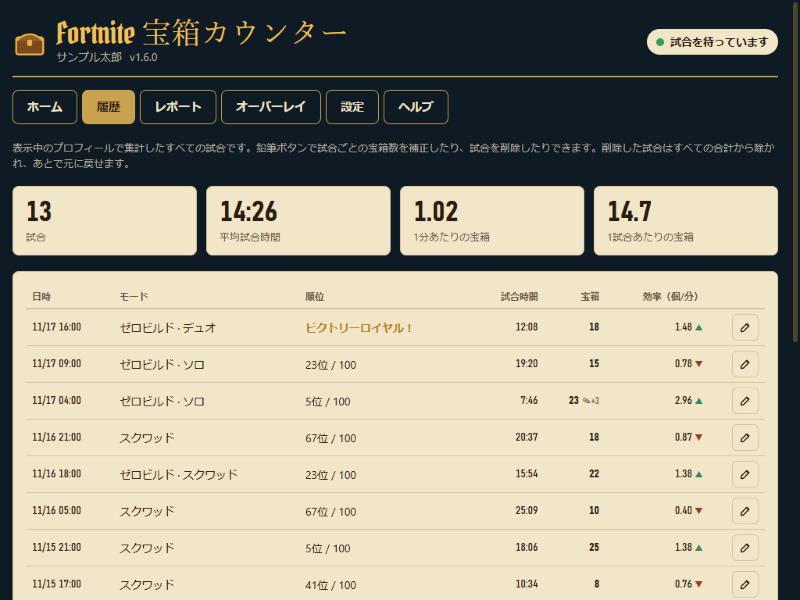 Fortnite 宝箱カウンター
サンプル太郎 v1.6.0
試合を待っています
ホーム 履歴 レポート オーバーレイ 設定 ヘルプ
表示中のプロフィールで集計したすべての試合です。鉛筆ボタンで試合ごとの宝箱数を補正したり、試合を削除したりできます。削除した試合はすべての合計から除か
れ、あとで元に戻せます。
13 14:26 1.02 14.7
試合 平均試合時間 1分あたりの宝箱 1試合あたりの宝箱
日時 モード 順位 試合時間 宝箱 効率（個/分）
11/17 16:00 ゼロビルド・デュオ ビクトリーロイヤル！ 12:08 18 1.48 ▲
11/17 09:00 ゼロビルド・ソロ 23位 / 100 19:20 15 0.78 ▼
11/17 04:00 ゼロビルド・ソロ 5位 / 100 7:46 23 ✎+3 2.96 ▲
11/16 21:00 スクワッド 67位 / 100 20:37 18 0.87 ▼
11/16 18:00 ゼロビルド・スクワッド 23位 / 100 15:54 22 1.38 ▲
11/16 05:00 スクワッド 67位 / 100 25:09 10 0.40 ▼
11/15 21:00 スクワッド 5位 / 100 18:06 25 1.38 ▲
11/15 17:00 スクワッド 41位 / 100 10:34 8 0.76 ▼